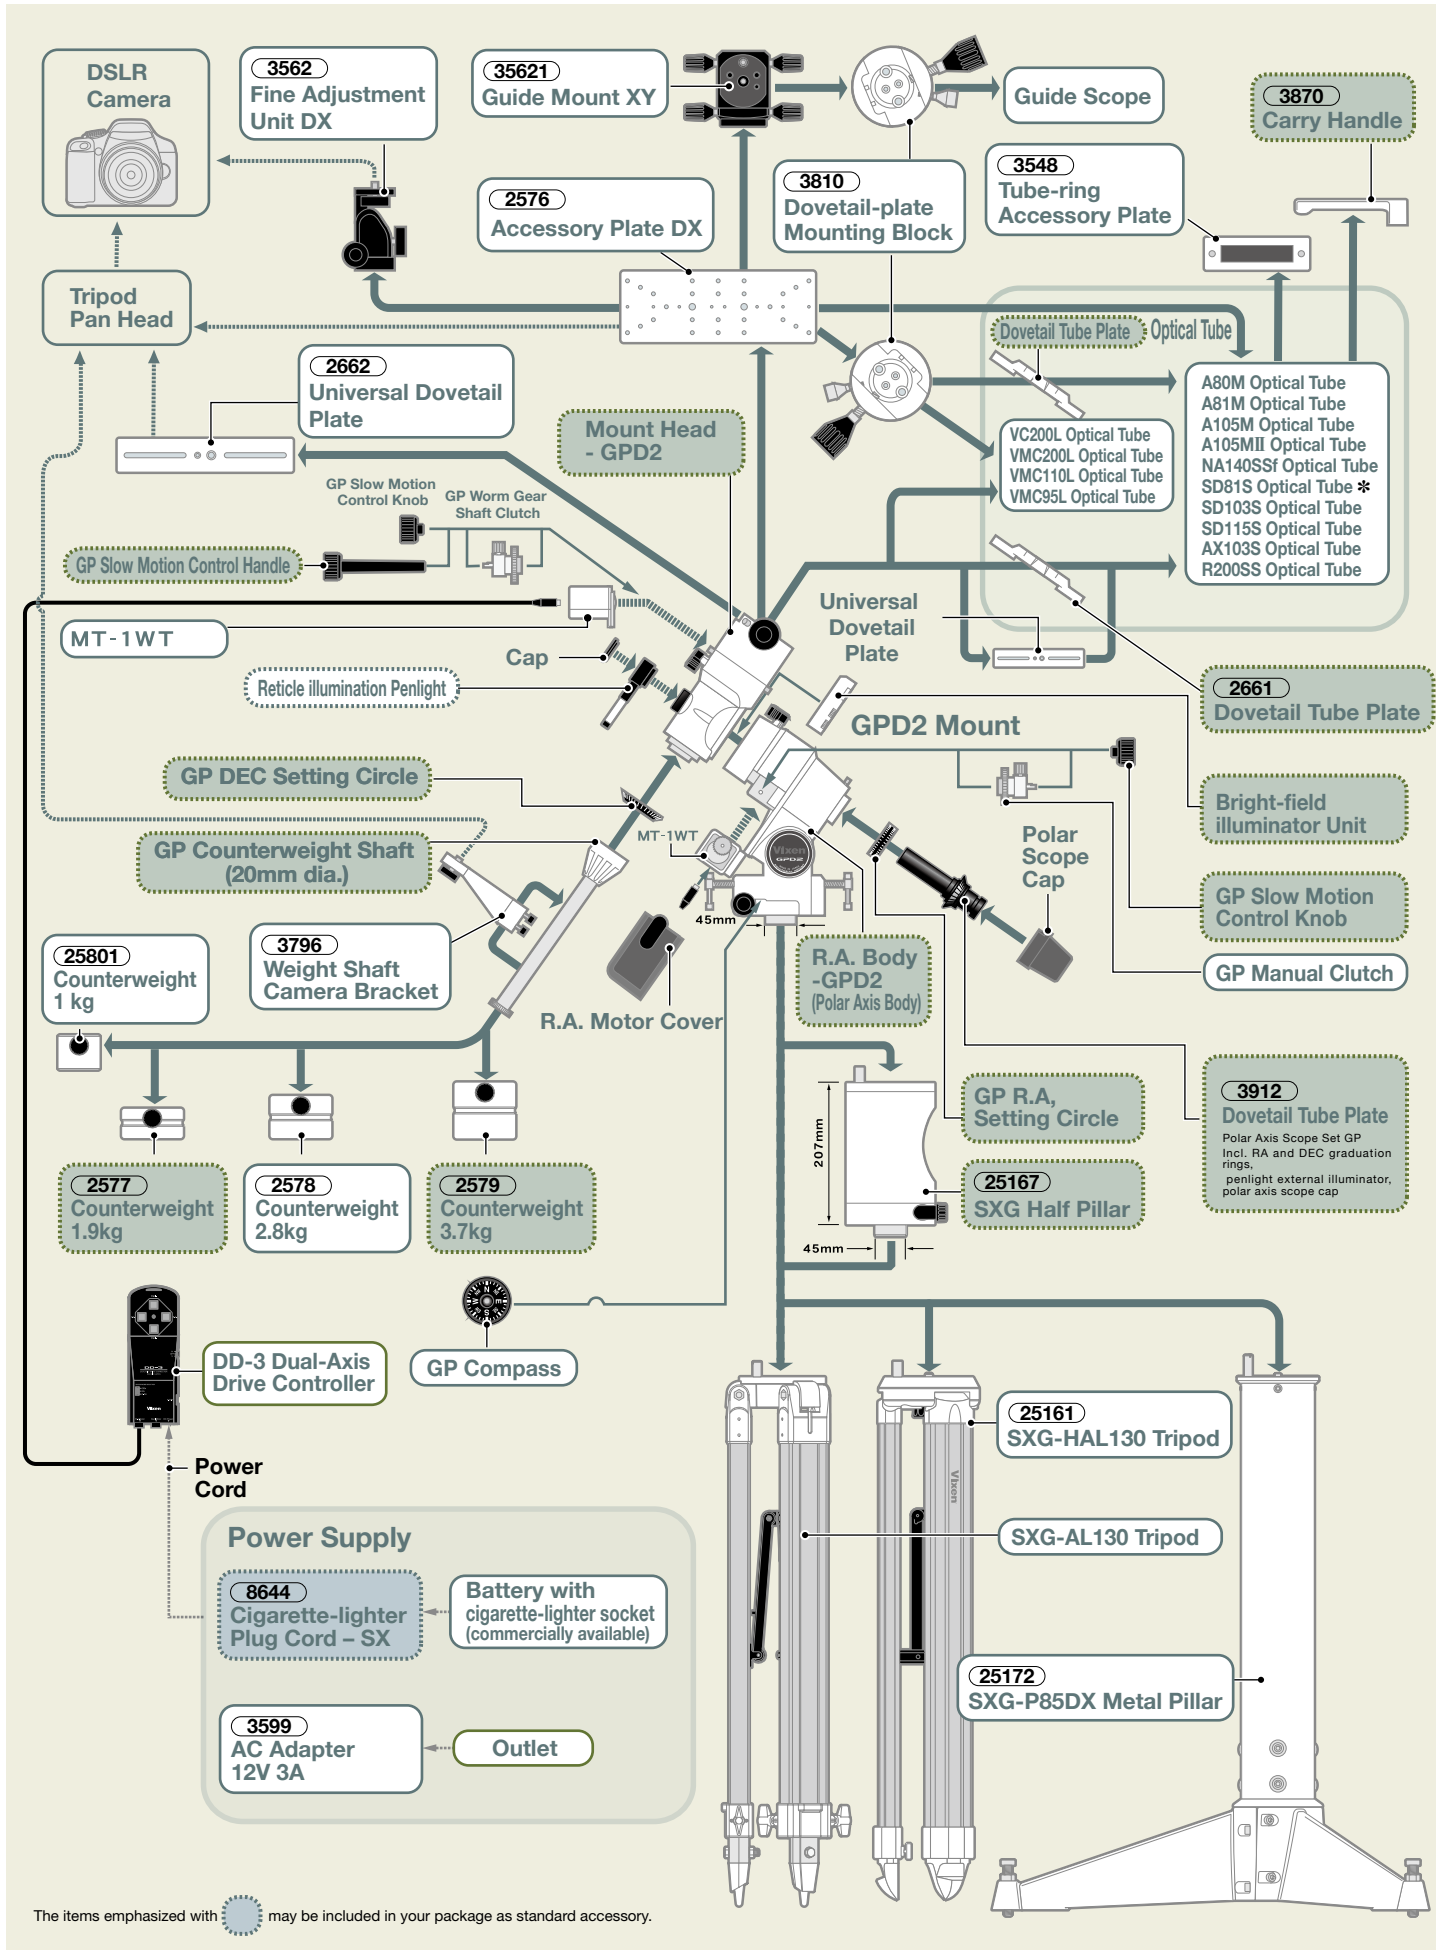 DSLR
Camera
3562
Fine Adjustment
Unit DX
35621
Guide Mount XY
Guide Scope
3870
Carry Handle
2576
Accessory Plate DX
3810
Dovetail-plate
Mounting Block
3548
Tube-ring
Accessory Plate
Tripod
Pan Head
2662
Universal Dovetail
Plate
Dovetail Tube Plate
Optical Tube
A80M Optical Tube
A81M Optical Tube
A105M Optical Tube
A105MII Optical Tube
NA140SSf Optical Tube
SD81S Optical Tube ✻
SD103S Optical Tube
SD115S Optical Tube
AX103S Optical Tube
R200SS Optical Tube
VC200L Optical Tube
VMC200L Optical Tube
VMC110L Optical Tube
VMC95L Optical Tube
Mount Head
- GPD2
GP Slow Motion
Control Knob
GP Worm Gear
Shaft Clutch
GP Slow Motion Control Handle
MT-1WT
Cap
Reticle illumination Penlight
Universal
Dovetail
Plate
2661
Dovetail Tube Plate
GPD2 Mount
GP DEC Setting Circle
GP Counterweight Shaft
(20mm dia.)
MT-1WT
Vixen
GPD2
45mm
Polar
Scope
Cap
Bright-field
illuminator Unit
GP Slow Motion
Control Knob
GP Manual Clutch
25801
Counterweight
1 kg
3796
Weight Shaft
Camera Bracket
R.A. Motor Cover
R.A. Body
-GPD2
(Polar Axis Body)
207mm
45mm
GP R.A,
Setting Circle
25167
SXG Half Pillar
3912
Dovetail Tube Plate
Polar Axis Scope Set GP
Incl. RA and DEC graduation
rings,
penlight external illuminator,
polar axis scope cap
2577
Counterweight
1.9kg
2578
Counterweight
2.8kg
2579
Counterweight
3.7kg
N
E
S
W
GP Compass
DD-3
Vixen
DD-3 Dual-Axis
Drive Controller
Power
Cord
25161
SXG-HAL130 Tripod
Vixen
SXG-AL130 Tripod
25172
SXG-P85DX Metal Pillar
Power Supply
8644
Cigarette-lighter
Plug Cord – SX
Battery with
cigarette-lighter socket
(commercially available)
3599
AC Adapter
12V 3A
Outlet
The items emphasized with may be included in your package as standard accessory.